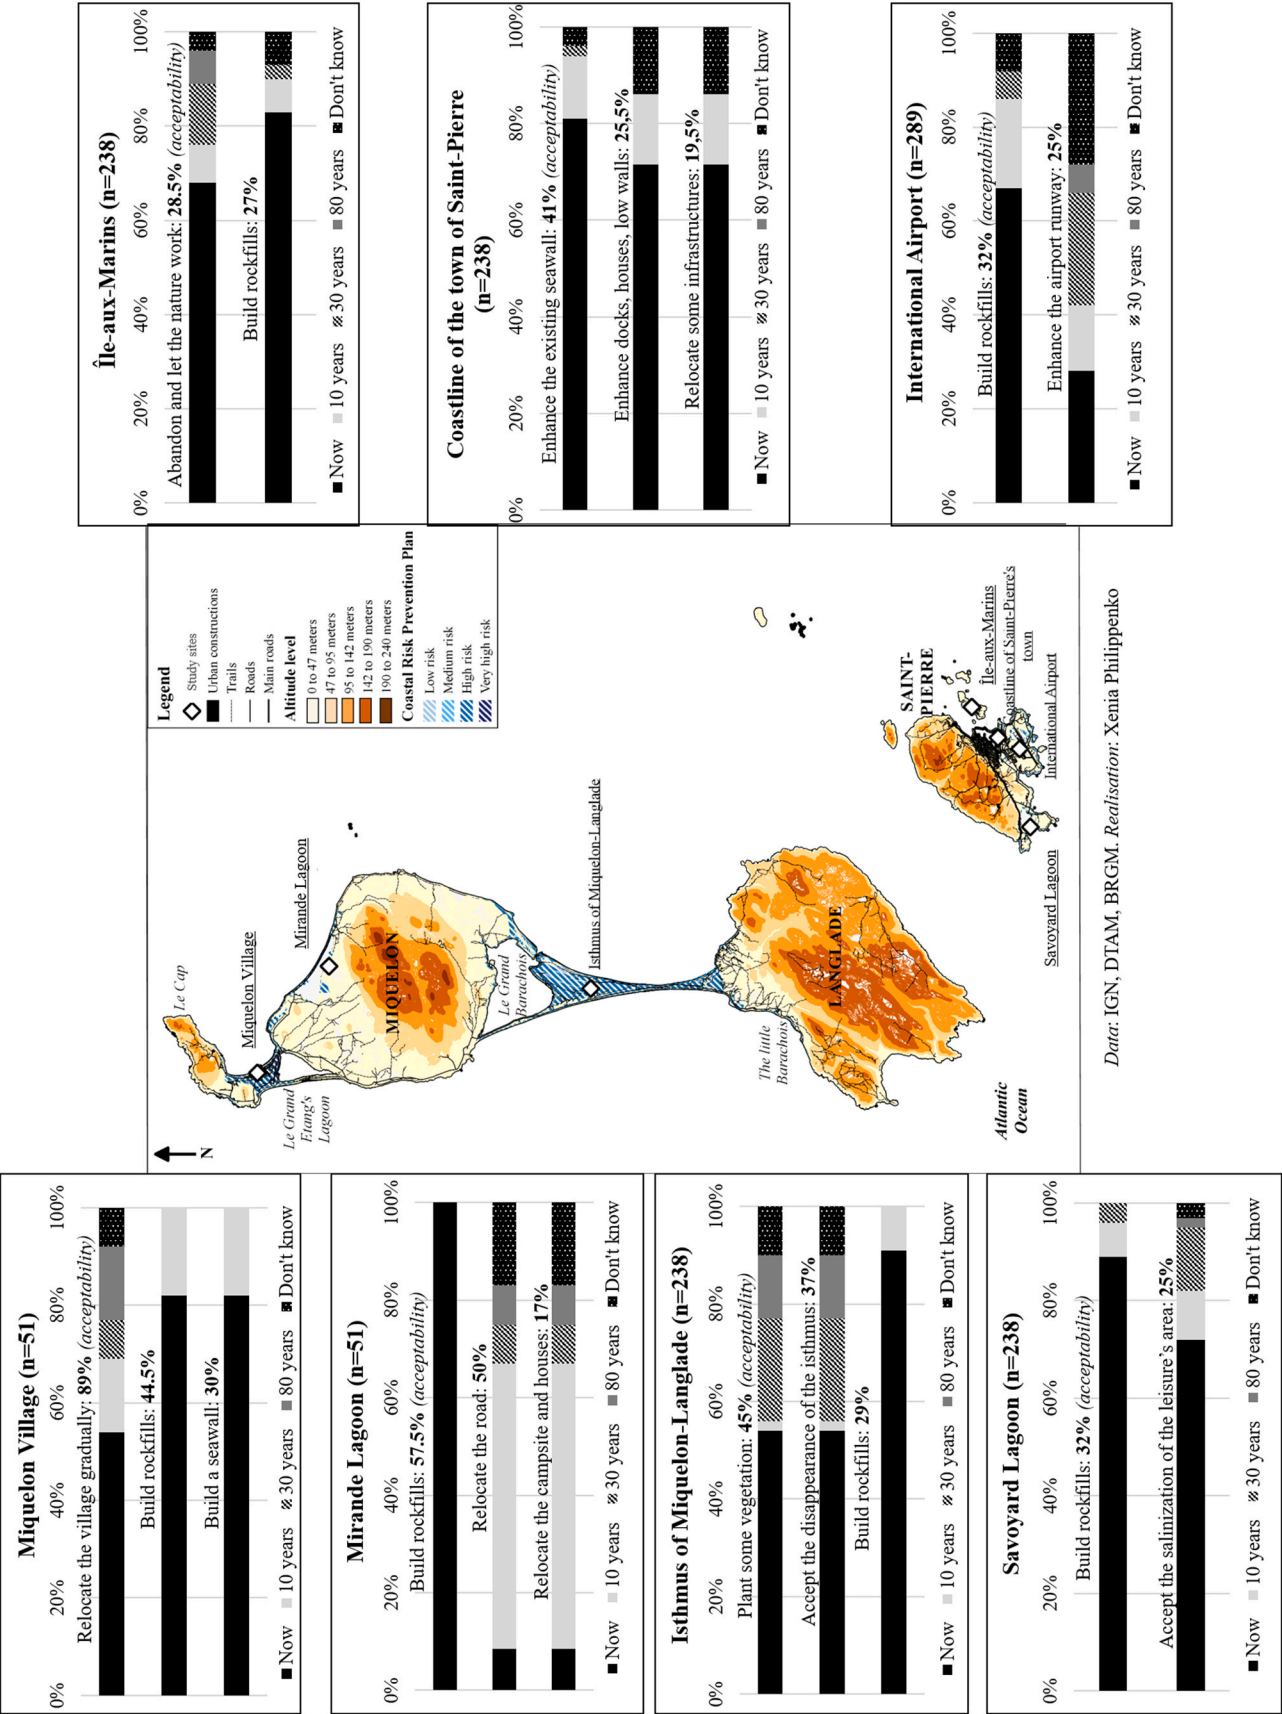 Miquelon Village (n=51)
0% 20% 40% 60% 80% 100%
Relocate the village gradually: 89% (acceptability)
Build rockfills: 44.5%
Build a seawall: 30%
Now 10 years 30 years 80 years Don't know
Mirande Lagoon (n=51)
0% 20% 40% 60% 80% 100%
Build rockfills: 57.5% (acceptability)
Relocate the road: 50%
Relocate the campsite and houses: 17%
Now 10 years 30 years 80 years Don't know
Isthmus of Miquelon-Langlade (n=238)
0% 20% 40% 60% 80% 100%
Plant some vegetation: 45% (acceptability)
Accept the disappearance of the isthmus: 37%
Build rockfills: 29%
Now 10 years 30 years 80 years Don't know
Savoyard Lagoon (n=238)
0% 20% 40% 60% 80% 100%
Build rockfills: 32% (acceptability)
Accept the salinization of the leisure's area: 25%
Now 10 years 30 years 80 years Don't know
N
Le Cap
Miquelon Village
Mirande Lagoon
Le Grand
Etang's
Lagoon
MIQUELON
Le Grand
Barachois
Isthmus of Miquelon-Langlade
The little
Barachois
LANGLADE
Atlantic
Ocean
SAINT-
PIERRE
Île-aux-Marins
oastline of Saint-Pierre's
town
International Airport
Savoyard Lagoon
Legend
Study sites
Urban constructions
Trails
Roads
Main roads
Altitude level
0 to 47 meters
47 to 95 meters
95 to 142 meters
142 to 190 meters
190 to 240 meters
Coastal Risk Prevention Plan
Low risk
Medium risk
High risk
Very high risk
Data: IGN, DTAM, BRGM. Realisation: Xenia Philippenko
Île-aux-Marins (n=238)
0% 20% 40% 60% 80% 100%
Abandon and let the nature work: 28.5% (acceptability)
Build rockfills: 27%
Now 10 years 30 years 80 years Don't know
Coastline of the town of Saint-Pierre
(n=238)
0% 20% 40% 60% 80% 100%
Enhance the existing seawall: 41% (acceptability)
Enhance docks, houses, low walls: 25,5%
Relocate some infrastructures: 19,5%
Now 10 years 30 years 80 years Don't know
International Airport (n=289)
0% 20% 40% 60% 80% 100%
Build rockfills: 32% (acceptability)
Enhance the airport runway: 25%
Now 10 years 30 years 80 years Don't know